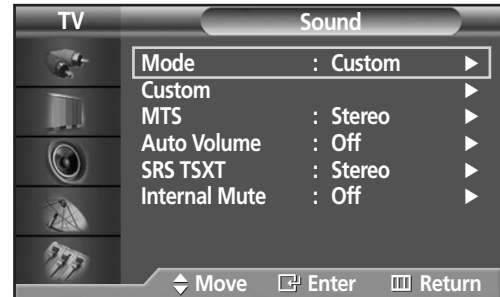 TV Sound
Mode : Custom
Custom
MTS : Stereo
Auto Volume : Off
SRS TSXT : Stereo
Internal Mute : Off
Move Enter Return